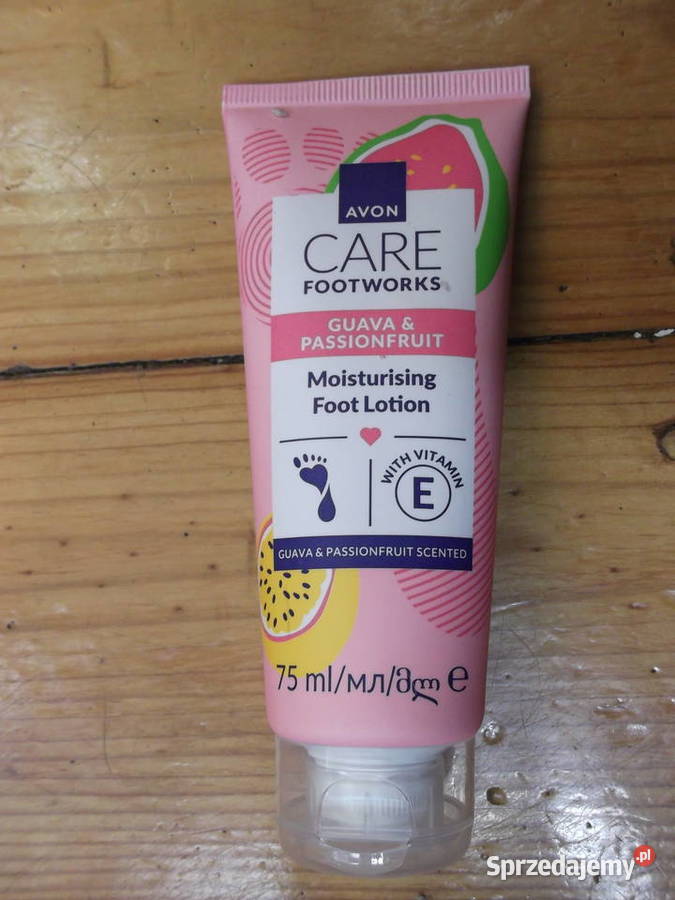 AVON
CARE
FOOTWORKS
GUAVA &
PASSIONFRUIT
Moisturising
Foot Lotion
WITH VITAMIN
E
GUAVA & PASSIONFRUIT SCENTED
75 ml/мл/მლ e
Sprzedajemy.pl